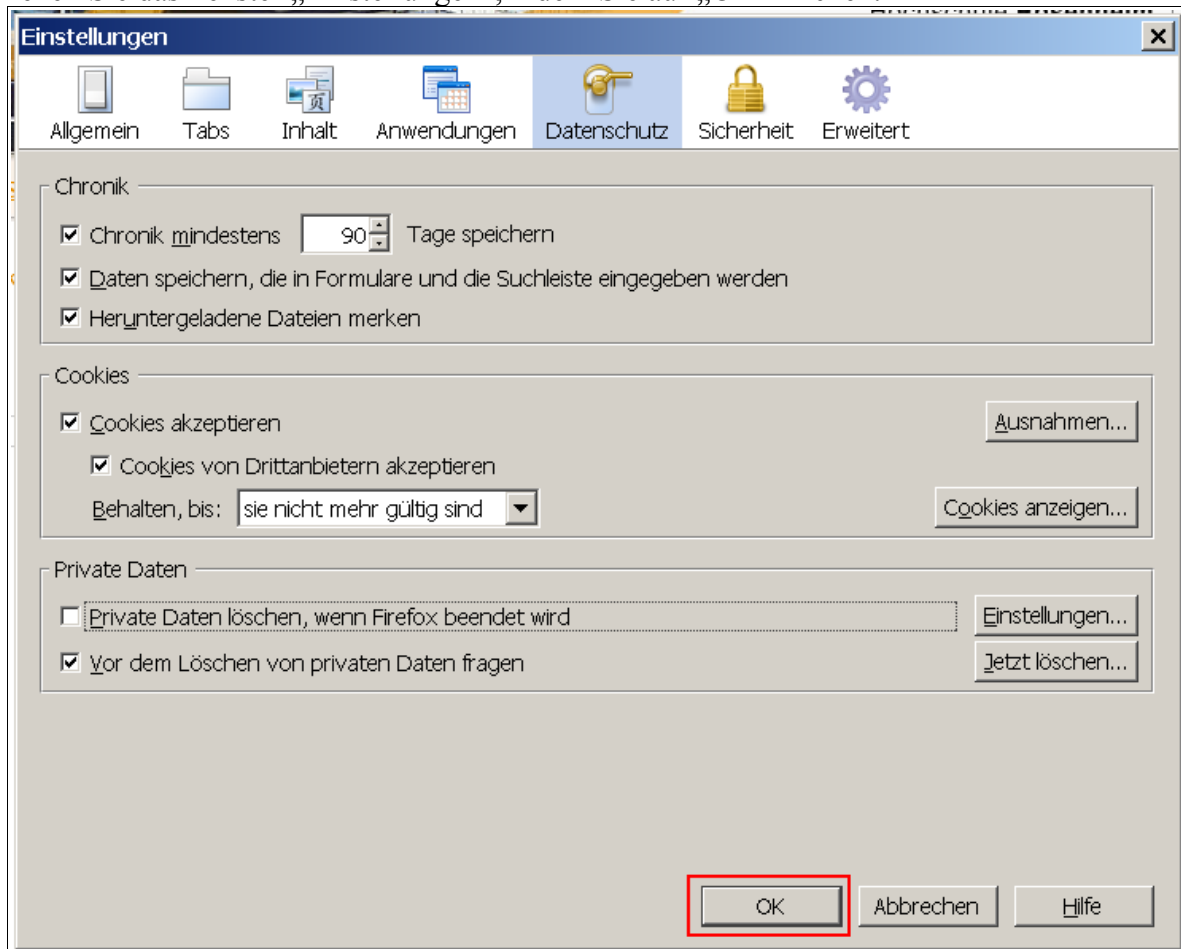 Einstellungen
Allgemein Tabs Inhalt Anwendungen Datenschutz Sicherheit Erweitert
页
Chronik
Chronik mindestens 90 Tage speichern
Daten speichern, die in Formulare und die Suchleiste eingegeben werden
Heruntergeladene Dateien merken
Cookies
Cookies akzeptieren Ausnahmen...
Cookies von Drittanbietern akzeptieren
Behalten, bis: sie nicht mehr gültig sind Cookies anzeigen...
Private Daten
Private Daten löschen, wenn Firefox beendet wird Einstellungen...
Vor dem Löschen von privaten Daten fragen Jetzt löschen...
OK Abbrechen Hilfe